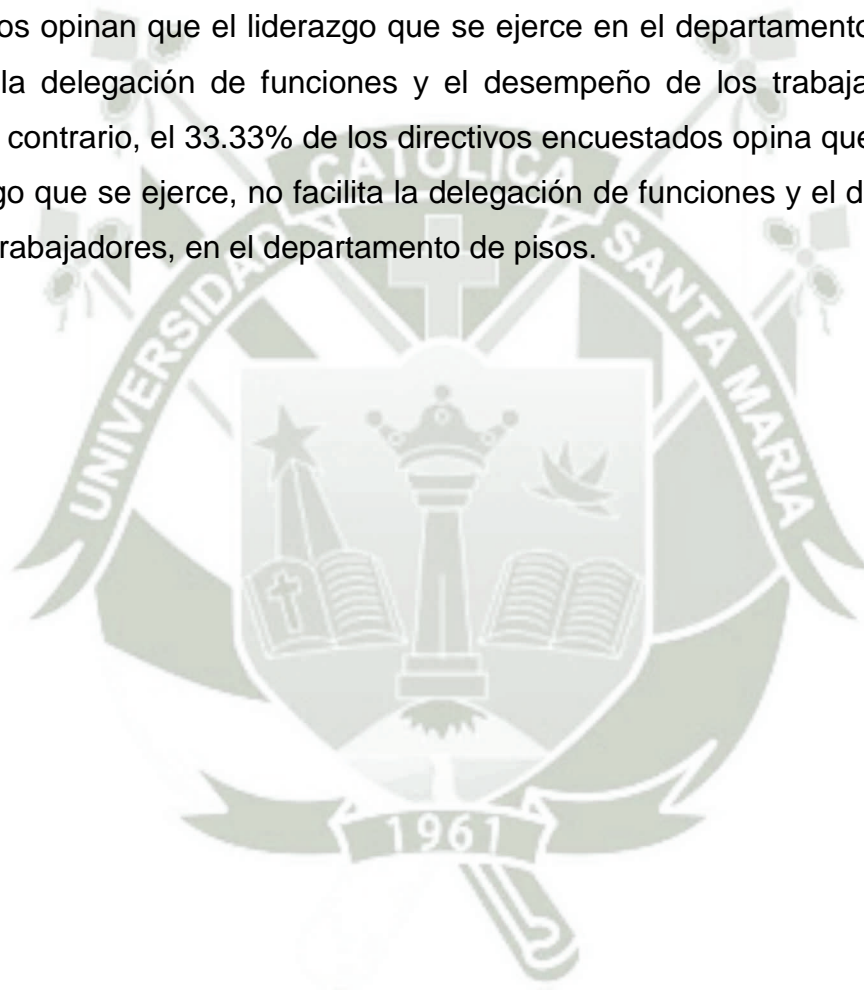 os opinan que el liderazgo que se ejerce en el departamento
la delegación de funciones y el desempeño de los trabaja
contrario, el 33.33% de los directivos encuestados opina que
go que se ejerce, no facilita la delegación de funciones y el d
rabajadores, en el departamento de pisos.
UNIVERSIDAD CATOLICA SANTA MARIA
1961